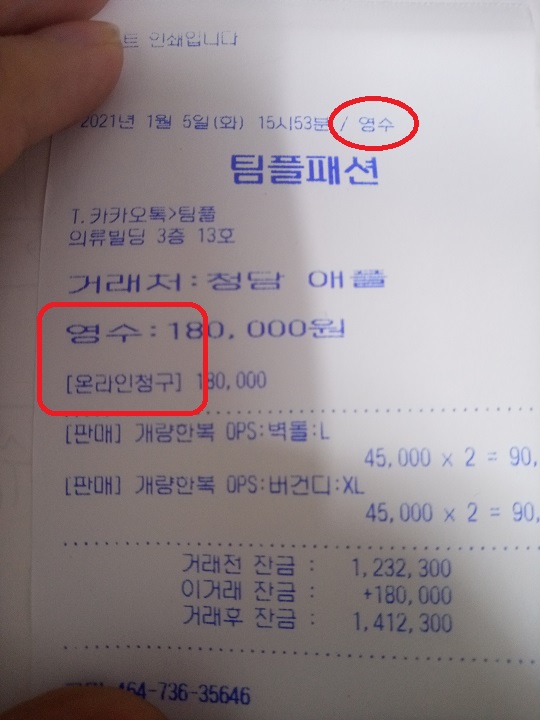 트 인쇄입니다
2021년 1월 5일(화) 15시53분 / 영수
팀플패션
T.카카오톡>팀플
의류빌딩 3층 13호
거래처:청담 애플
영수:180,000원
[온라인청구] 180,000
[판매] 개량한복 OPS:벽돌:L
45,000 x 2 = 90,
[판매] 개량한복 OPS:버건디:XL
45,000 x 2 = 90,
거래전 잔금 : 1,232,300
이거래 잔금 : +180,000
거래후 잔금 : 1,412,300
464-736-35646